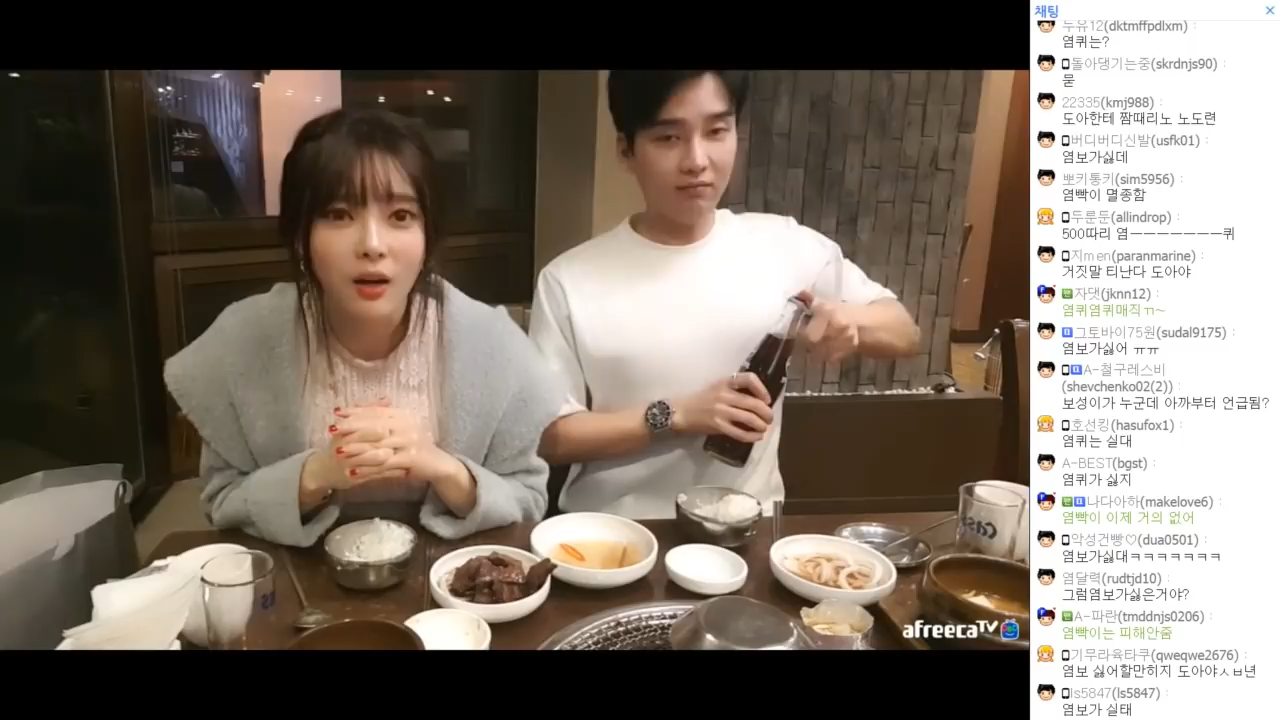 채팅
두유12(dktmffpdlxm) :
염퀴는?
돌아댕기는중(skrdnjs90) :
묻
22335(kmj988) :
도아한테 짬때리노 노도련
버디버디신발(usfk01) :
염보가싫데
뽀키통키(sim5956) :
염빡이 멸종함
두룬둔(allindrop) :
500따리 염ㅡㅡㅡㅡㅡㅡㅡ퀴
지men(paranmarine) :
거짓말 티난다 도아야
자댓(jknn12) :
염퀴염퀴매직ㄲ~
그토바이75원(sudal9175) :
염보가싫어 ㅠㅠ
A-철구레스비
(shevchenko02(2)) :
보성이가 누군데 아까부터 언급됨?
호선킹(hasufox1) :
염퀴는 실대
A-BEST(bgst) :
염퀴가 싫지
나다아하(makelove6) :
염빡이 이제 거의 없어
악성건빵♡(dua0501) :
염보가싫대ㅋㅋㅋㅋㅋㅋㅋ
염달력(rudtjd10) :
그럼염보가싫은거야?
A-파란(tmddnjs0206) :
염빡이는 피해안줌
기무라육타쿠(qweqwe2676) :
염보 싫어할만히지 도아야ㅅㅂ년
ls5847(ls5847) :
염보가 실태
Cass
afreecaTV